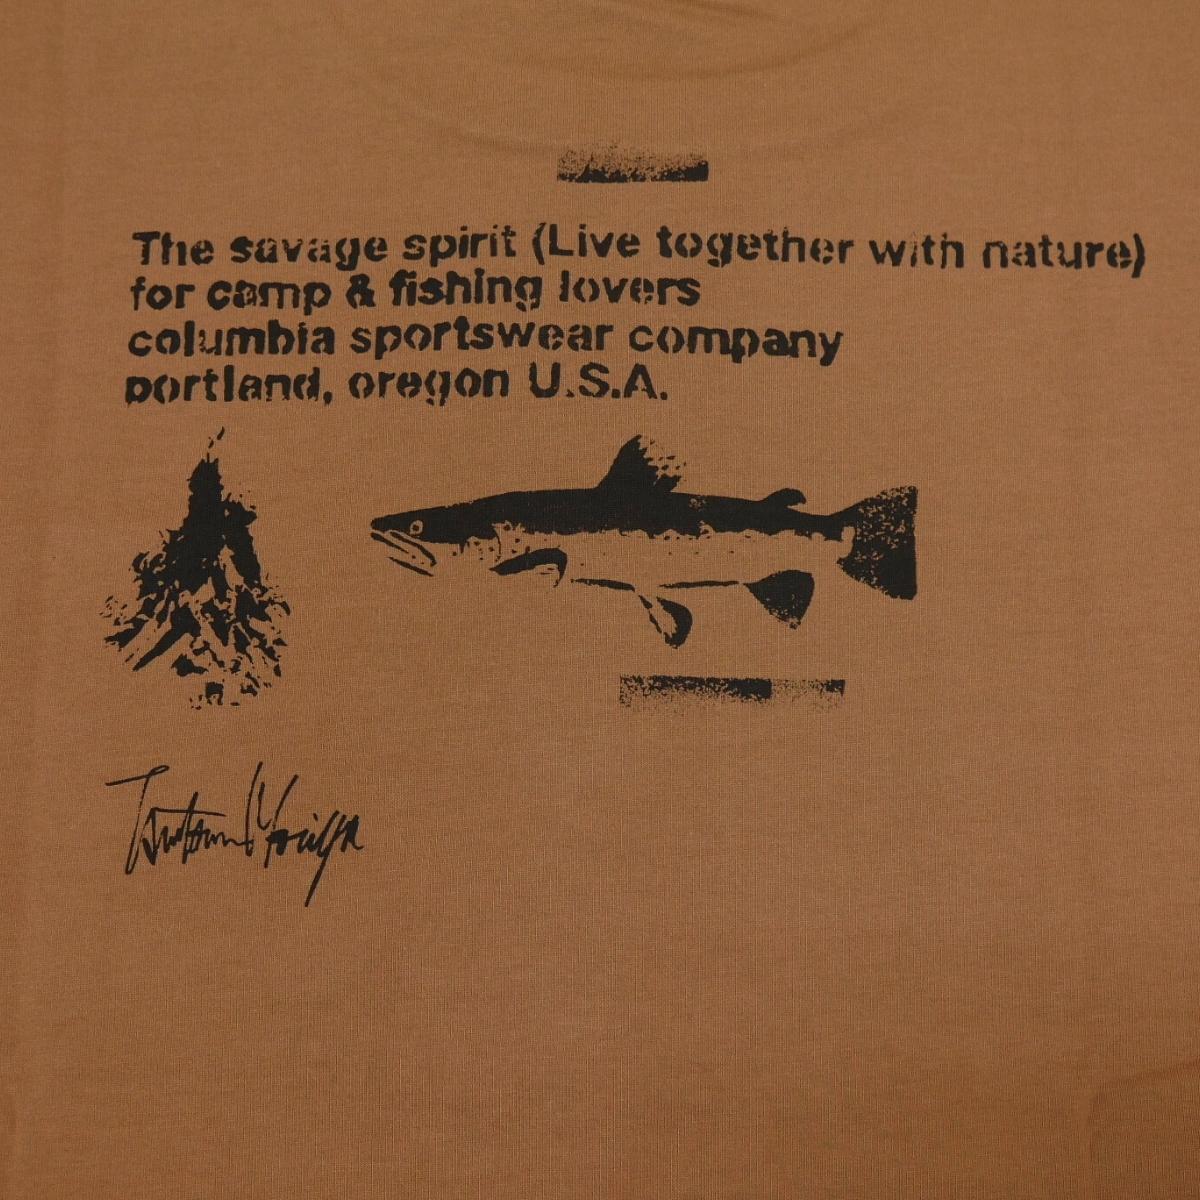 The savage spirit (Live together with nature)
for camp & fishing lovers
columbia sportswear company
portland, oregon U.S.A.